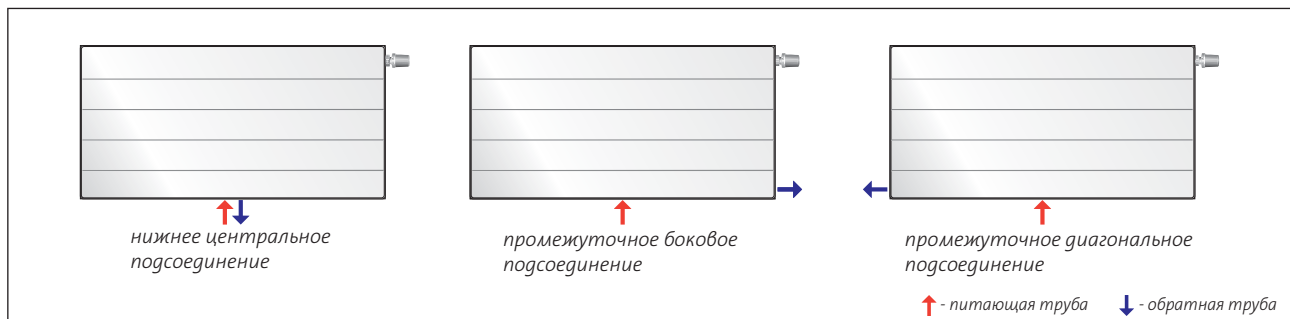 нижнее центральное
подсоединение
промежуточное боковое
подсоединение
промежуточное диагональное
подсоединение
- питающая труба
- обратная труба